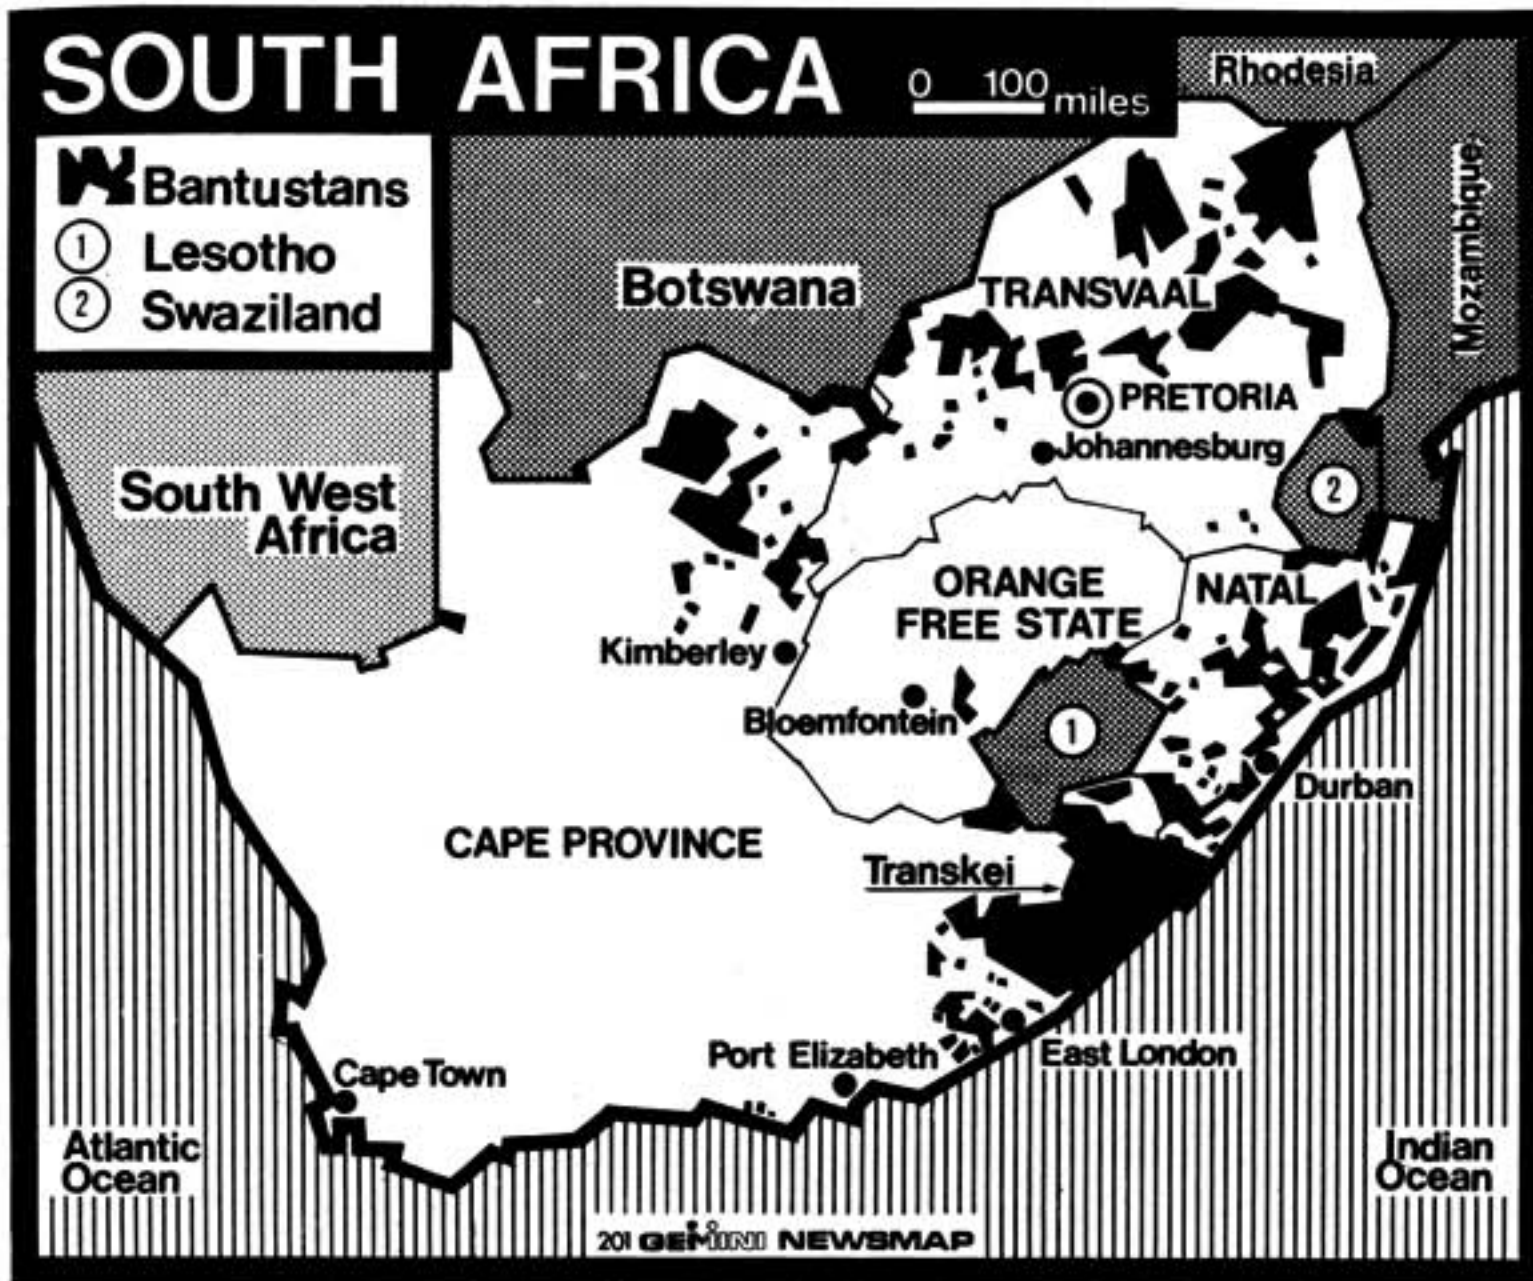 SOUTH AFRICA
0 100 miles
Rhodesia
Bantustans
1 Lesotho
2 Swaziland
Mozambique
Botswana
TRANSVAAL
PRETORIA
Johannesburg
South West
Africa
2
ORANGE
FREE STATE
NATAL
Kimberley
Bloemfontein
1
Durban
CAPE PROVINCE
Transkei
Port Elizabeth
East London
Cape Town
Atlantic
Ocean
Indian
Ocean
201 GEMINI NEWSMAP